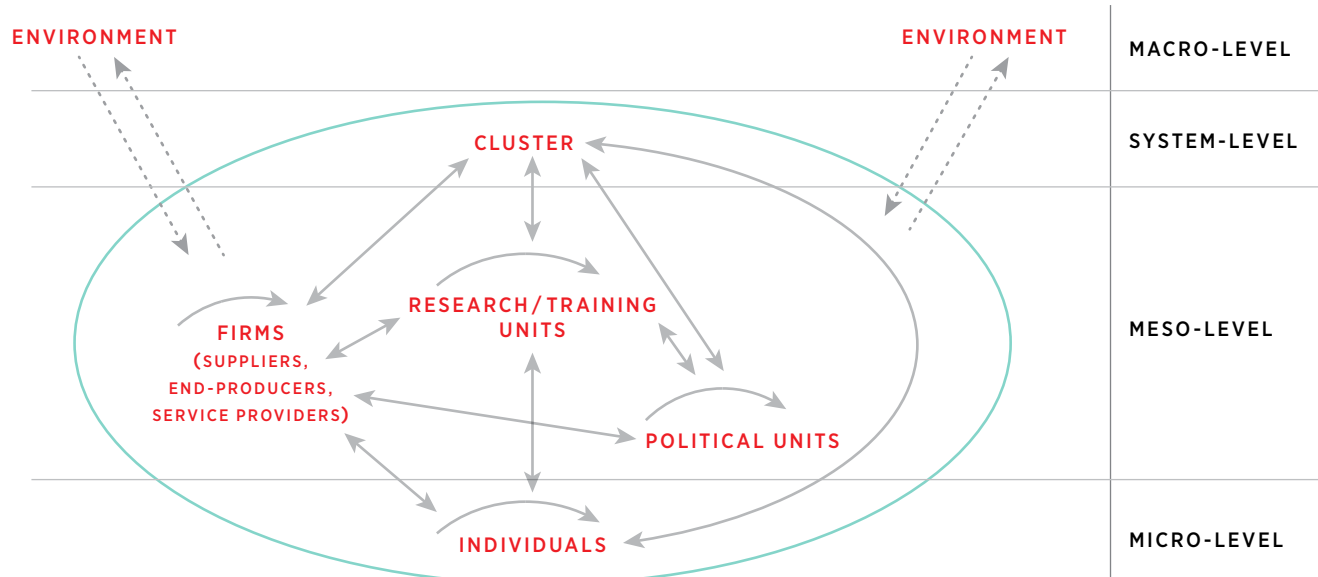 ENVIRONMENT
ENVIRONMENT
MACRO-LEVEL
CLUSTER
SYSTEM-LEVEL
RESEARCH/TRAINING
UNITS
FIRMS
(SUPPLIERS,
END-PRODUCERS,
SERVICE PROVIDERS)
MESO-LEVEL
POLITICAL UNITS
INDIVIDUALS
MICRO-LEVEL